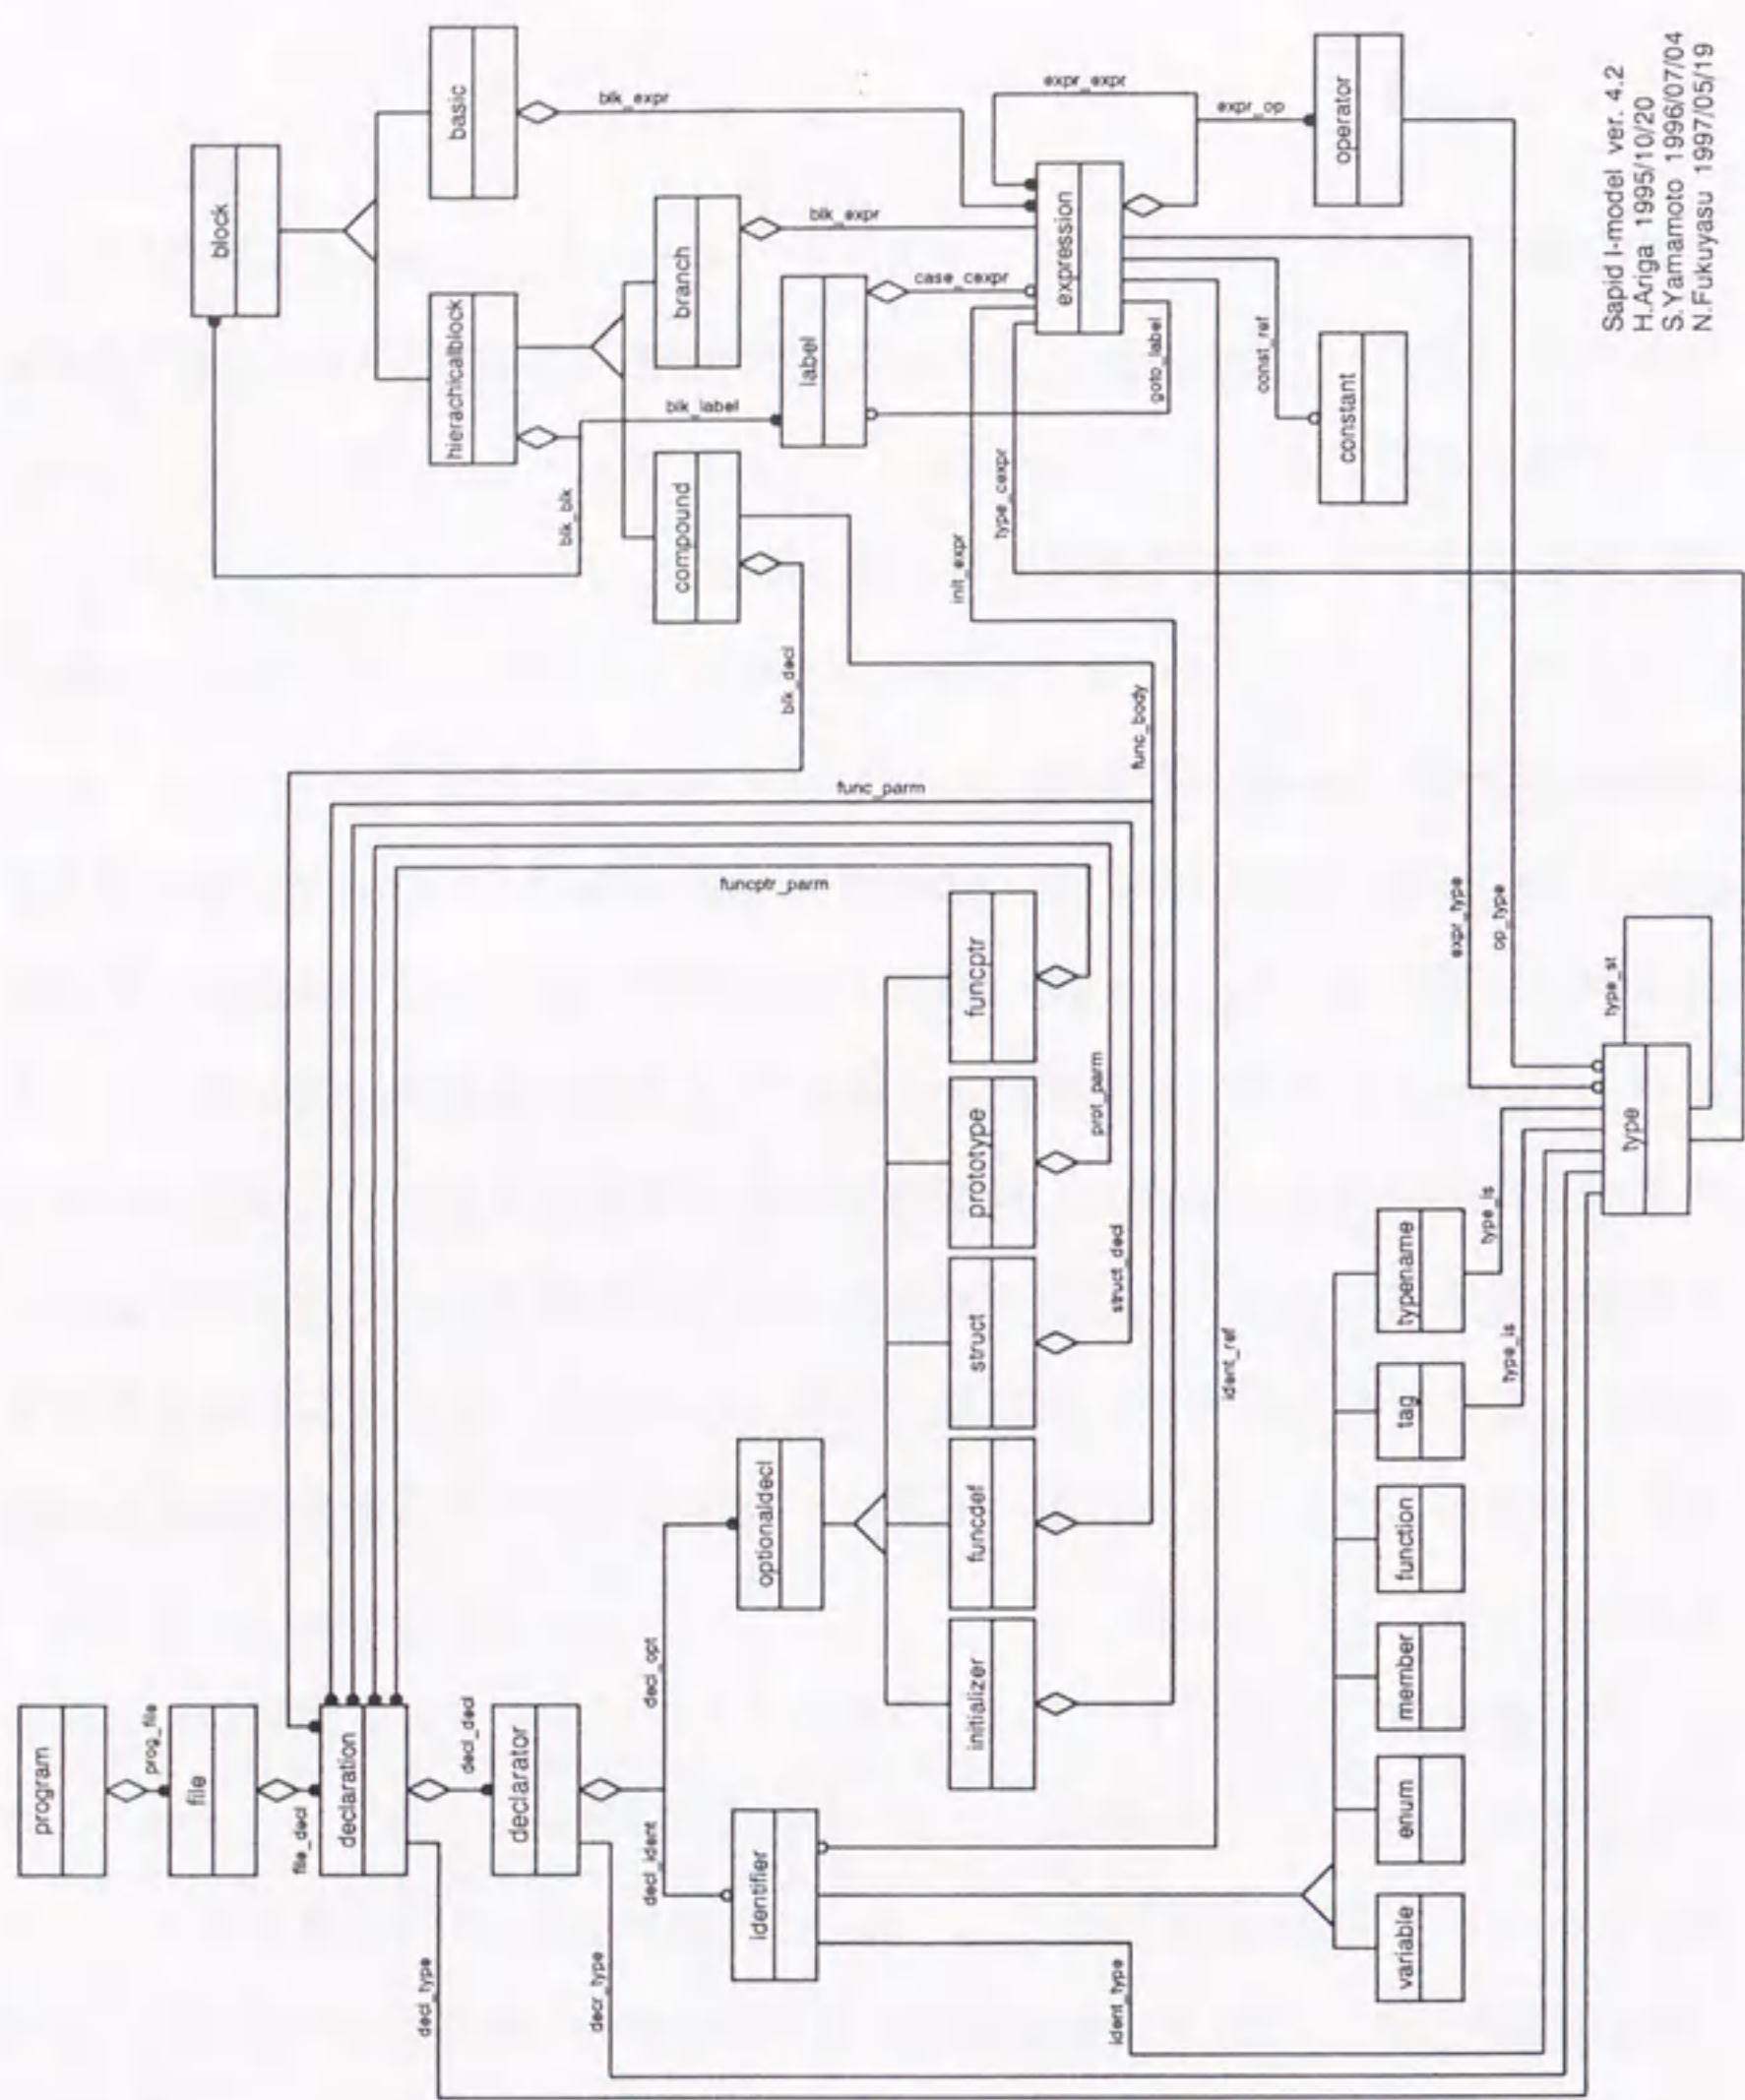 program
prog_file
file
file_decl
declaration
decl_decl
declarator
decl_type
decr_type
decl_ident
decl_opt
identifier
ident_type
optionaldecl
initializer
funcdef
struct
prototype
funcptr
funcptr_parm
prot_parm
struct_decl
func_parm
func_body
init_expr
ident_ref
variable
enum
member
function
tag
typename
type_is
type_is
type
type_st
expr_type
op_type
block
hierachicalblock
basic
blk_blk
blk_label
blk_expr
compound
branch
blk_decl
blk_expr
label
case_cexpr
goto_label
type_cexpr
expression
expr_expr
expr_op
const_ref
constant
operator
Sapid I-model ver. 4.2
H.Ariga 1995/10/20
S.Yamamoto 1996/07/04
N.Fukuyasu 1997/05/19